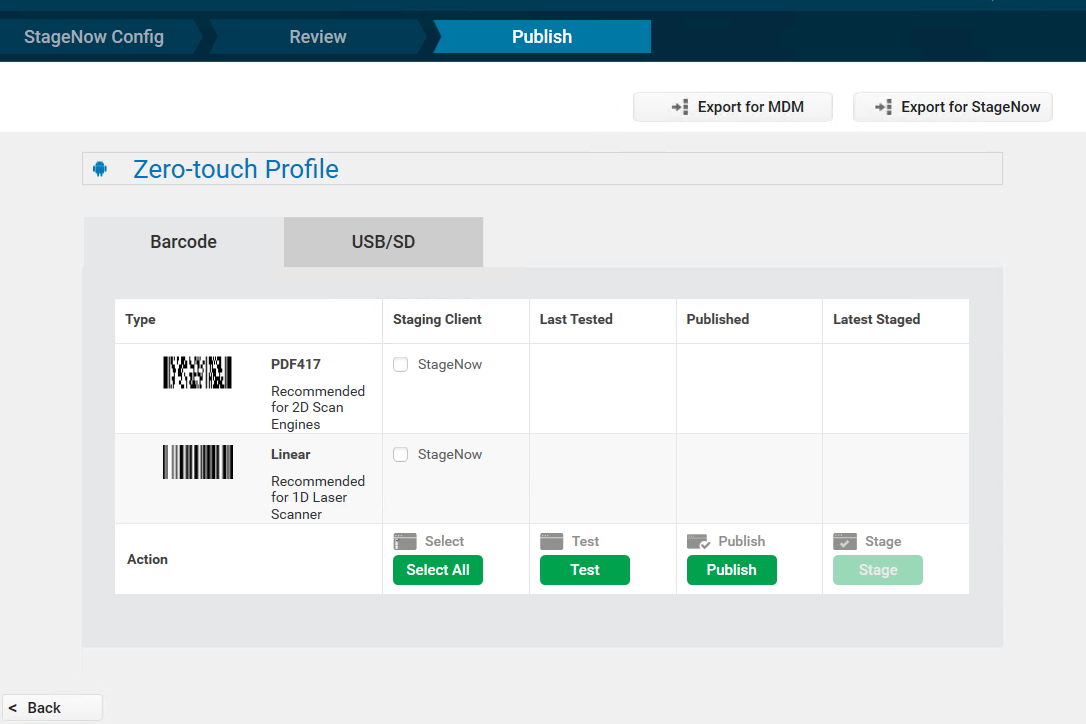 StageNow Config
Review
Publish
Export for MDM
Export for StageNow
Zero-touch Profile
Barcode
USB/SD
Type
Staging Client
Last Tested
Published
Latest Staged
PDF417
StageNow
Recommended
for 2D Scan
Engines
Linear
StageNow
Recommended
for 1D Laser
Scanner
Action
Select
Test
Publish
Stage
Select All
Test
Publish
Stage
< Back